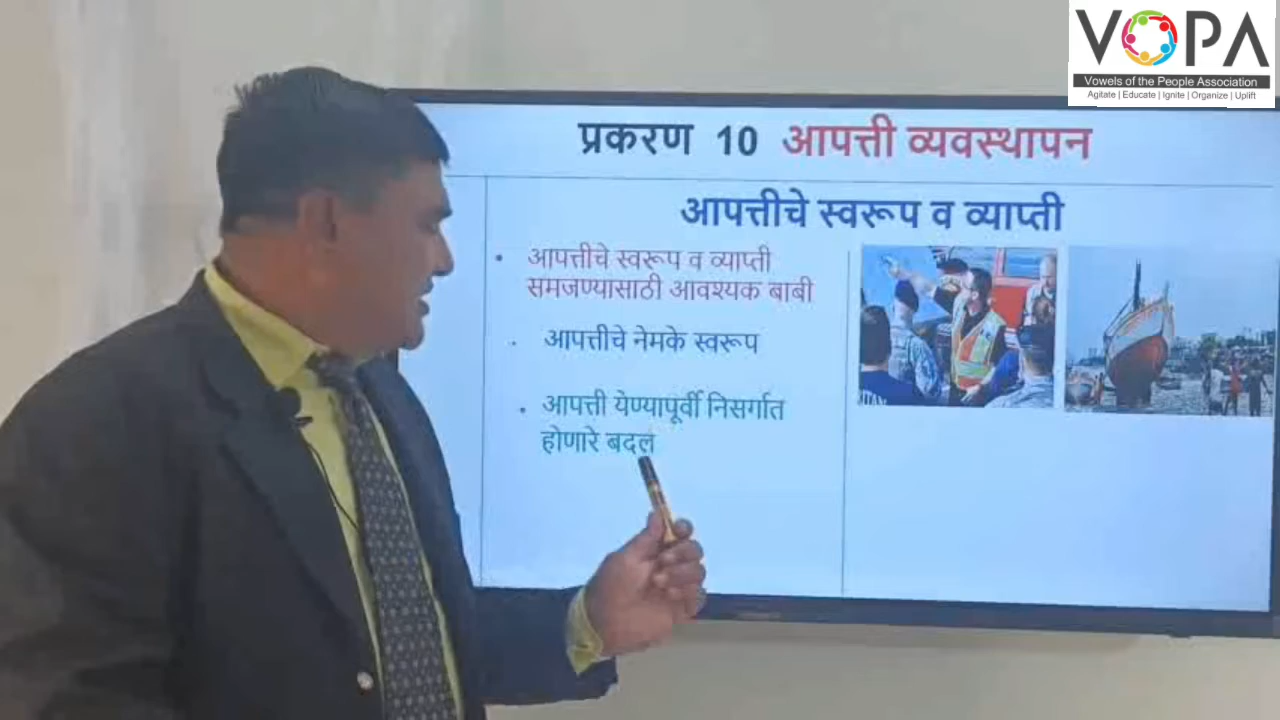 VOPA
Vowels of the People Association
Agitate | Educate | Ignite | Organize | Uplift
प्रकरण 10 आपत्ती व्यवस्थापन
आपत्तीचे स्वरूप व व्याप्ती
• आपत्तीचे स्वरूप व व्याप्ती
समजण्यासाठी आवश्यक बाबी
• आपत्तीचे नेमके स्वरूप
• आपत्ती येण्यापूर्वी निसर्गात
होणारे बदल